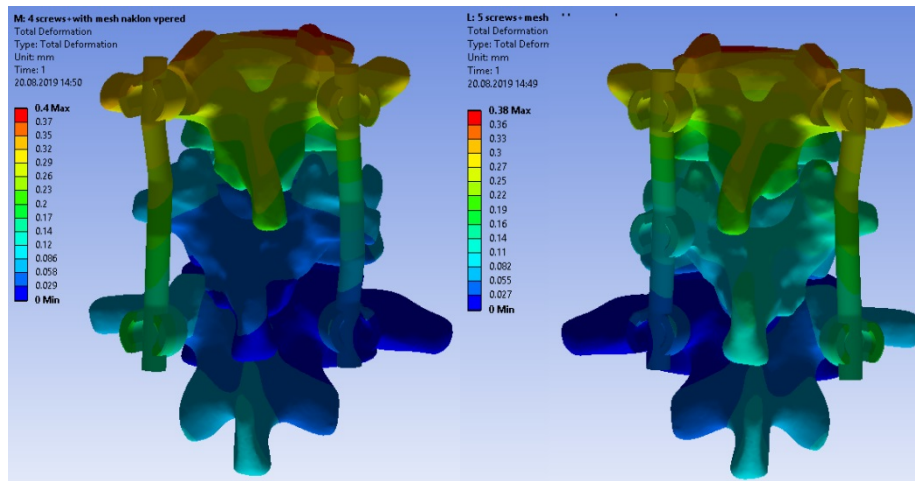 M: 4 screws+with mesh naklon vpered
Total Deformation
Type: Total Deformation
Unit: mm
Time: 1
20.08.2019 14:50
0.4 Max
0.37
0.35
0.32
0.29
0.26
0.23
0.2
0.17
0.14
0.12
0.086
0.058
0.029
0 Min
L: 5 screws+mesh
Total Deformation
Type: Total Deform
Unit: mm
Time: 1
20.08.2019 14:49
0.38 Max
0.36
0.33
0.3
0.27
0.25
0.22
0.19
0.16
0.14
0.11
0.082
0.055
0.027
0 Min